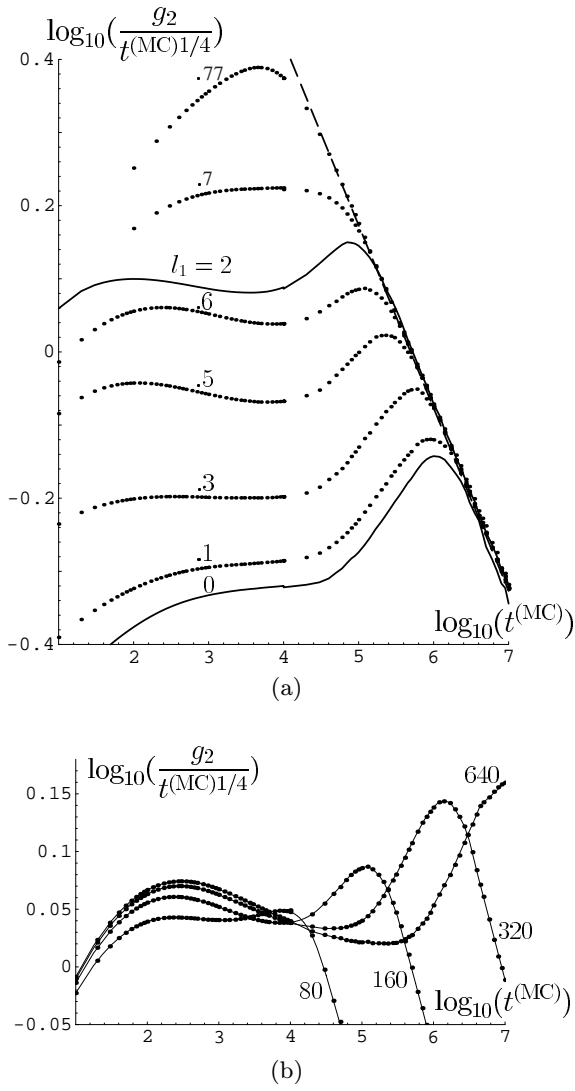 log₁₀(g₂/t⁽ᴹᶜ⁾¹/⁴)
0.4
.77
.7
0.2
l₁ = 2
.6
0
.5
-0.2
.3
.1
0
log₁₀(t⁽ᴹᶜ⁾)
-0.4
2 3 4 5 6 7
(a)
log₁₀(g₂/t⁽ᴹᶜ⁾¹/⁴)
640
0.15
0.1
0.05
0
320
80
160
log₁₀(t⁽ᴹᶜ⁾)
-0.05
2 3 4 5 6 7
(b)